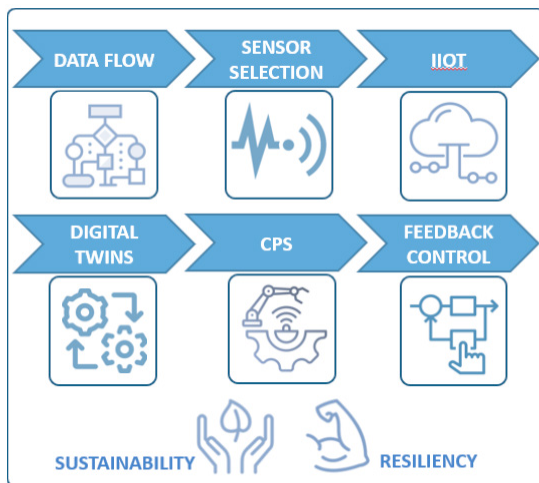 DATA FLOW
SENSOR
SELECTION
IIOT
DIGITAL
TWINS
CPS
FEEDBACK
CONTROL
SUSTAINABILITY
RESILIENCY